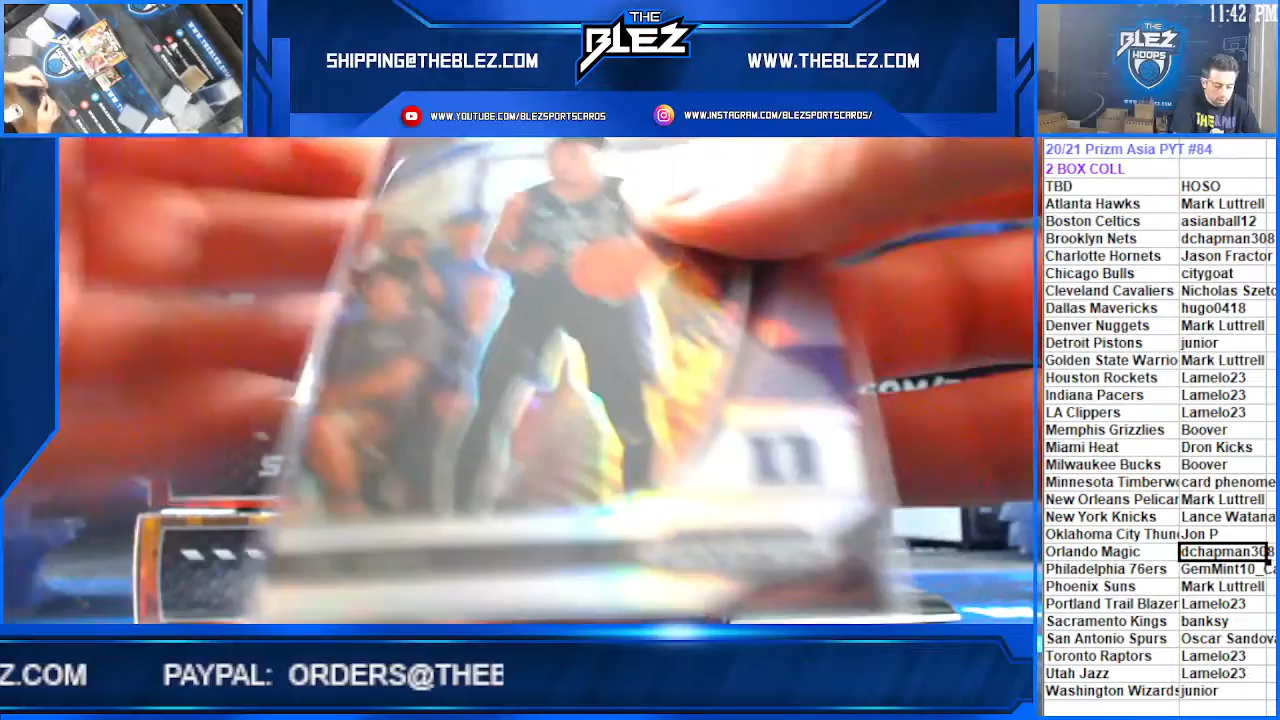 THE
BLEZ
SHIPPING@THEBLEZ.COM
WWW.THEBLEZ.COM
WWW.YOUTUBE.COM/BLEZSPORTSCARDS
WWW.INSTAGRAM.COM/BLEZSPORTSCARDS/
11:42 PM
THE
BLEZ
HOOPS
20/21 Prizm Asia PYT #84
2 BOX COLL
TBD HOSO
Atlanta Hawks Mark Luttrell
Boston Celtics asianball12
Brooklyn Nets dchapman308
Charlotte Hornets Jason Fractor
Chicago Bulls citygoat
Cleveland Cavaliers Nicholas Szeto
Dallas Mavericks hugo0418
Denver Nuggets Mark Luttrell
Detroit Pistons junior
Golden State Warrio Mark Luttrell
Houston Rockets Lamelo23
Indiana Pacers Lamelo23
LA Clippers Lamelo23
Memphis Grizzlies Boover
Miami Heat Dron Kicks
Milwaukee Bucks Boover
Minnesota Timberwo card phenome
New Orleans Pelican Mark Luttrell
New York Knicks Lance Watana
Oklahoma City Thun Jon P
Orlando Magic dchapman308
Philadelphia 76ers GemMint10_Ca
Phoenix Suns Mark Luttrell
Portland Trail Blazer Lamelo23
Sacramento Kings banksy
San Antonio Spurs Oscar Sandova
Toronto Raptors Lamelo23
Utah Jazz Lamelo23
Washington Wizards junior
11
.COM/
Z.COM PAYPAL: ORDERS@THEB